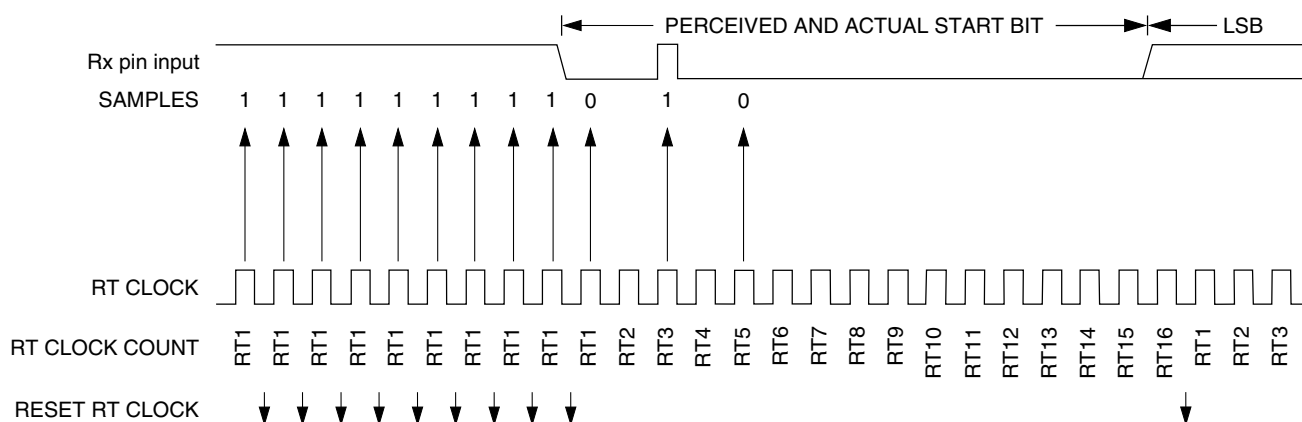 PERCEIVED AND ACTUAL START BIT LSB
Rx pin input
SAMPLES 1 1 1 1 1 1 1 1 1 0 1 0
RT CLOCK
RT CLOCK COUNT RT1 RT1 RT1 RT1 RT1 RT1 RT1 RT1 RT1 RT1 RT2 RT3 RT4 RT5 RT6 RT7 RT8 RT9 RT10 RT11 RT12 RT13 RT14 RT15 RT16 RT1 RT2 RT3
RESET RT CLOCK